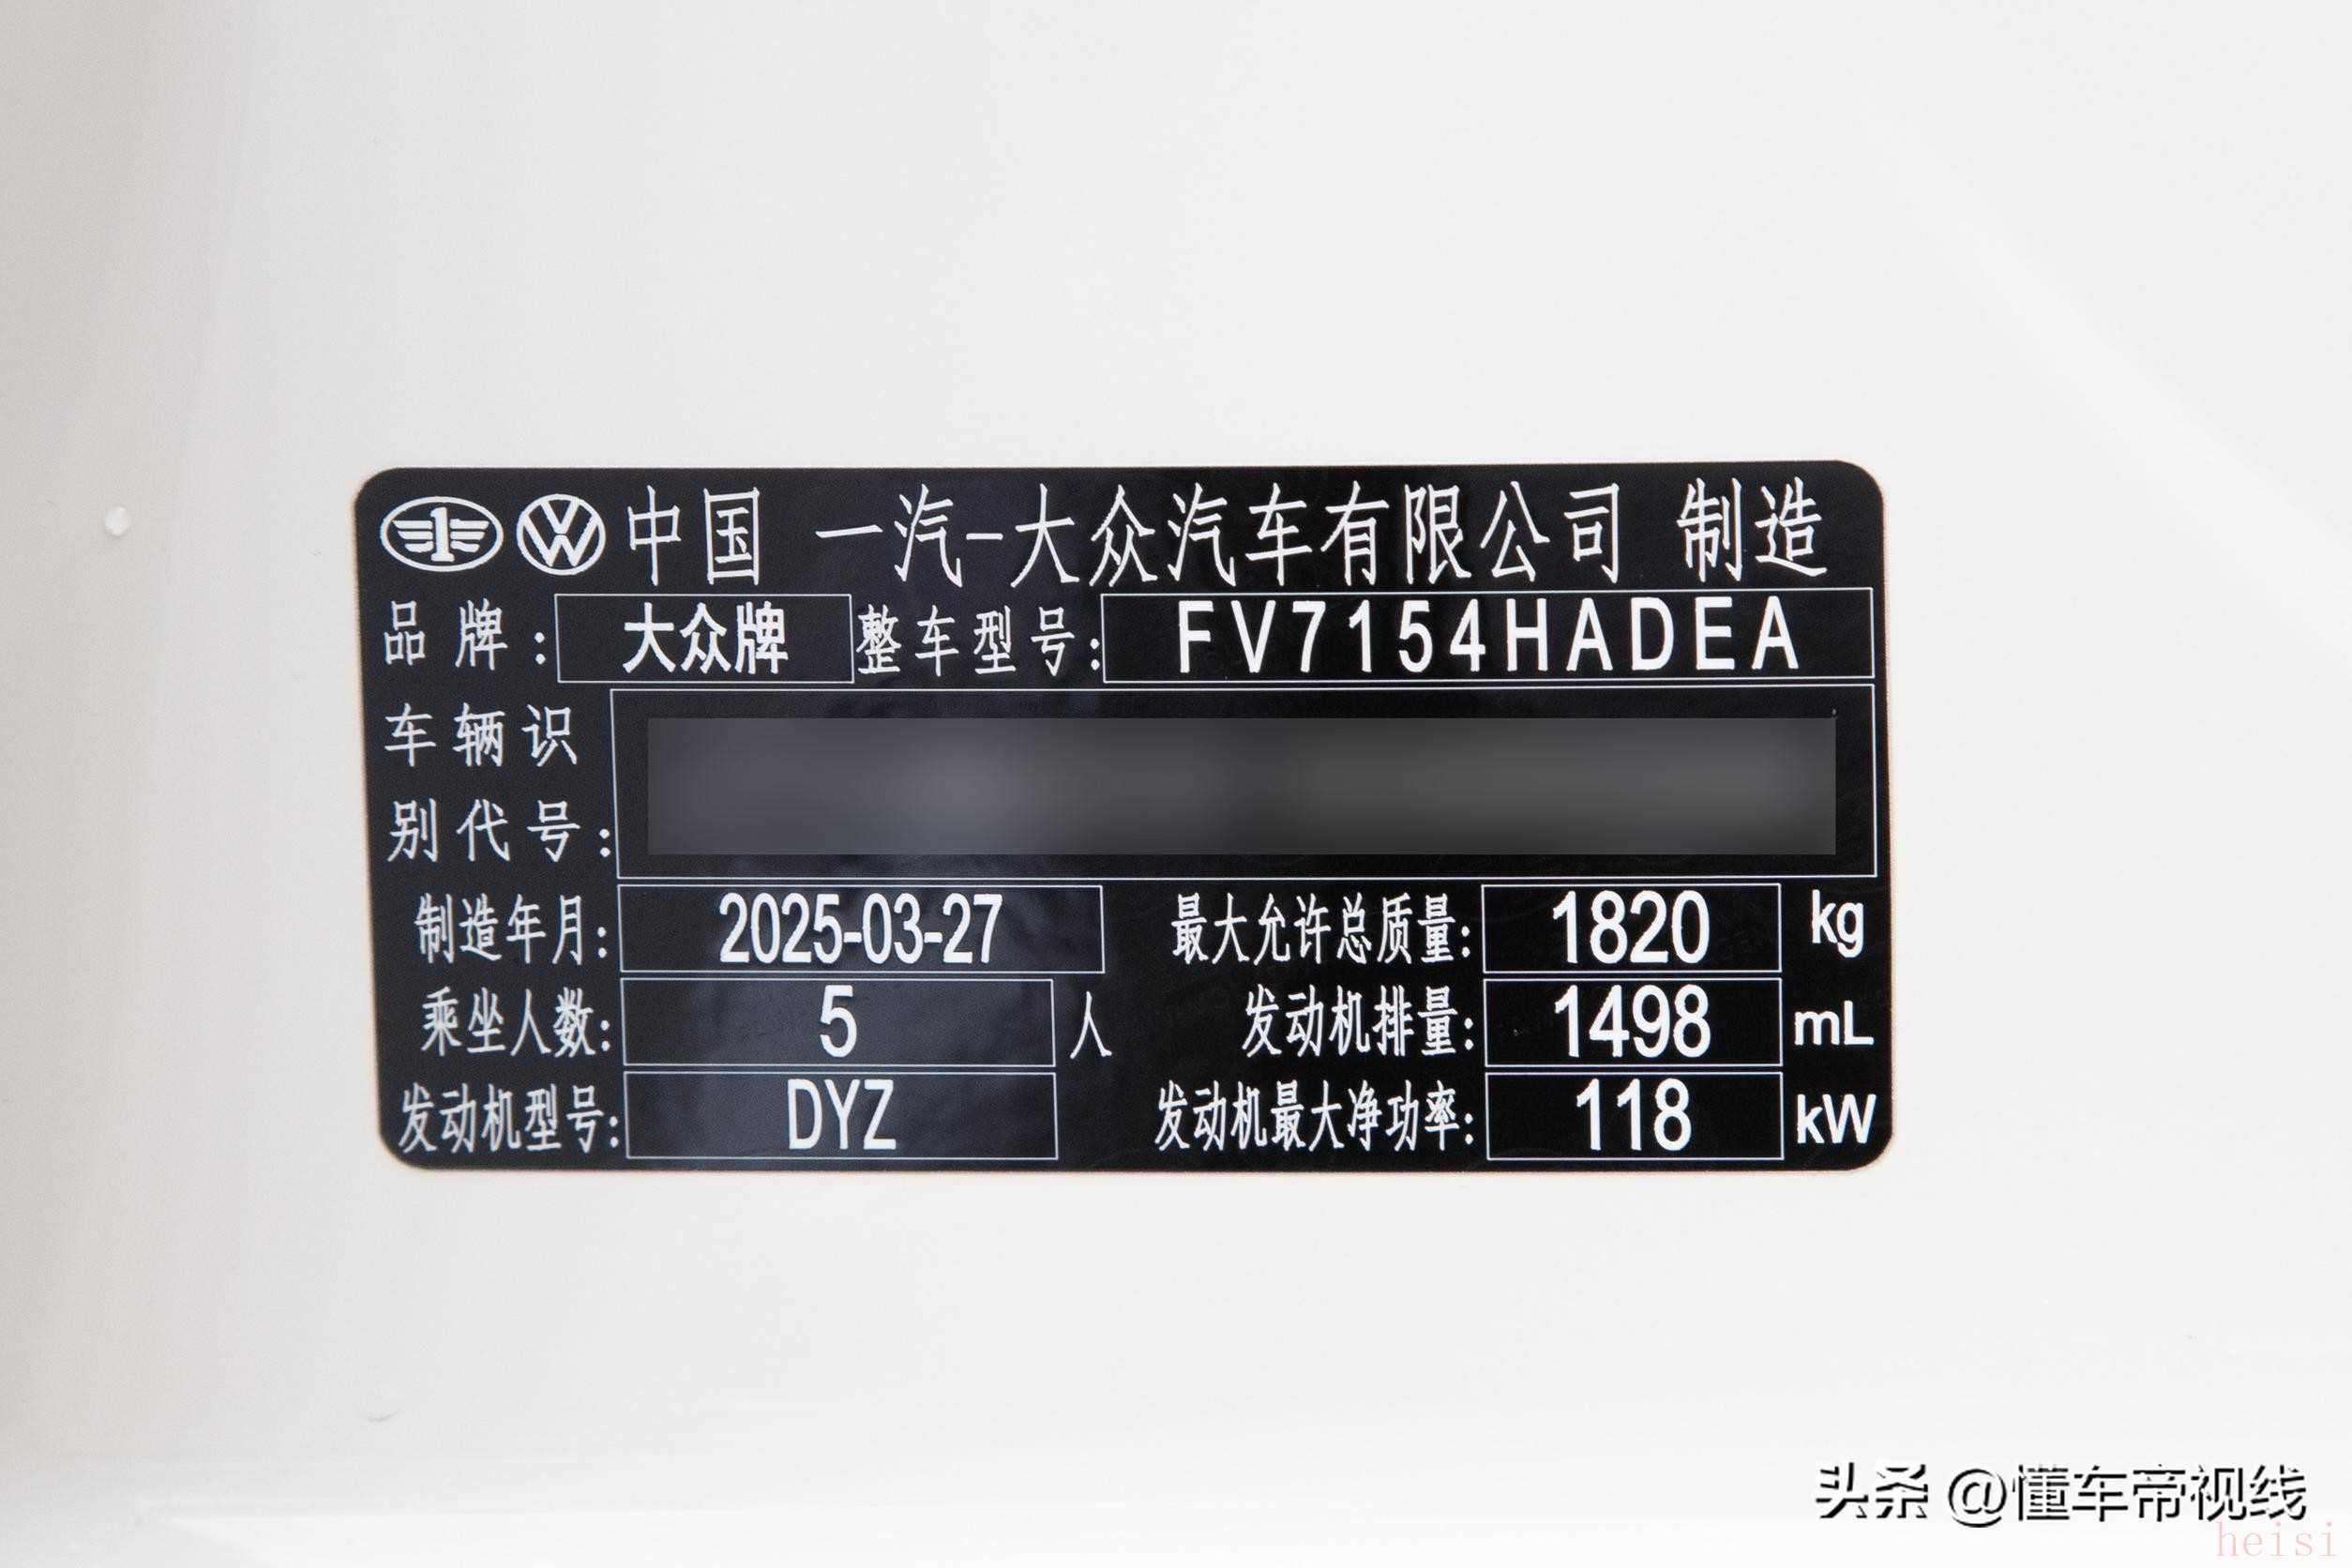 中国 一汽-大众汽车有限公司 制造
品牌: 大众牌 整车型号: FV7154HADEA
车辆识
别代号:
制造年月: 2025-03-27 最大允许总质量: 1820 kg
乘坐人数: 5 人 发动机排量: 1498 mL
发动机型号: DYZ 发动机最大净功率: 118 kW
头条 @懂车帝视线
heisi